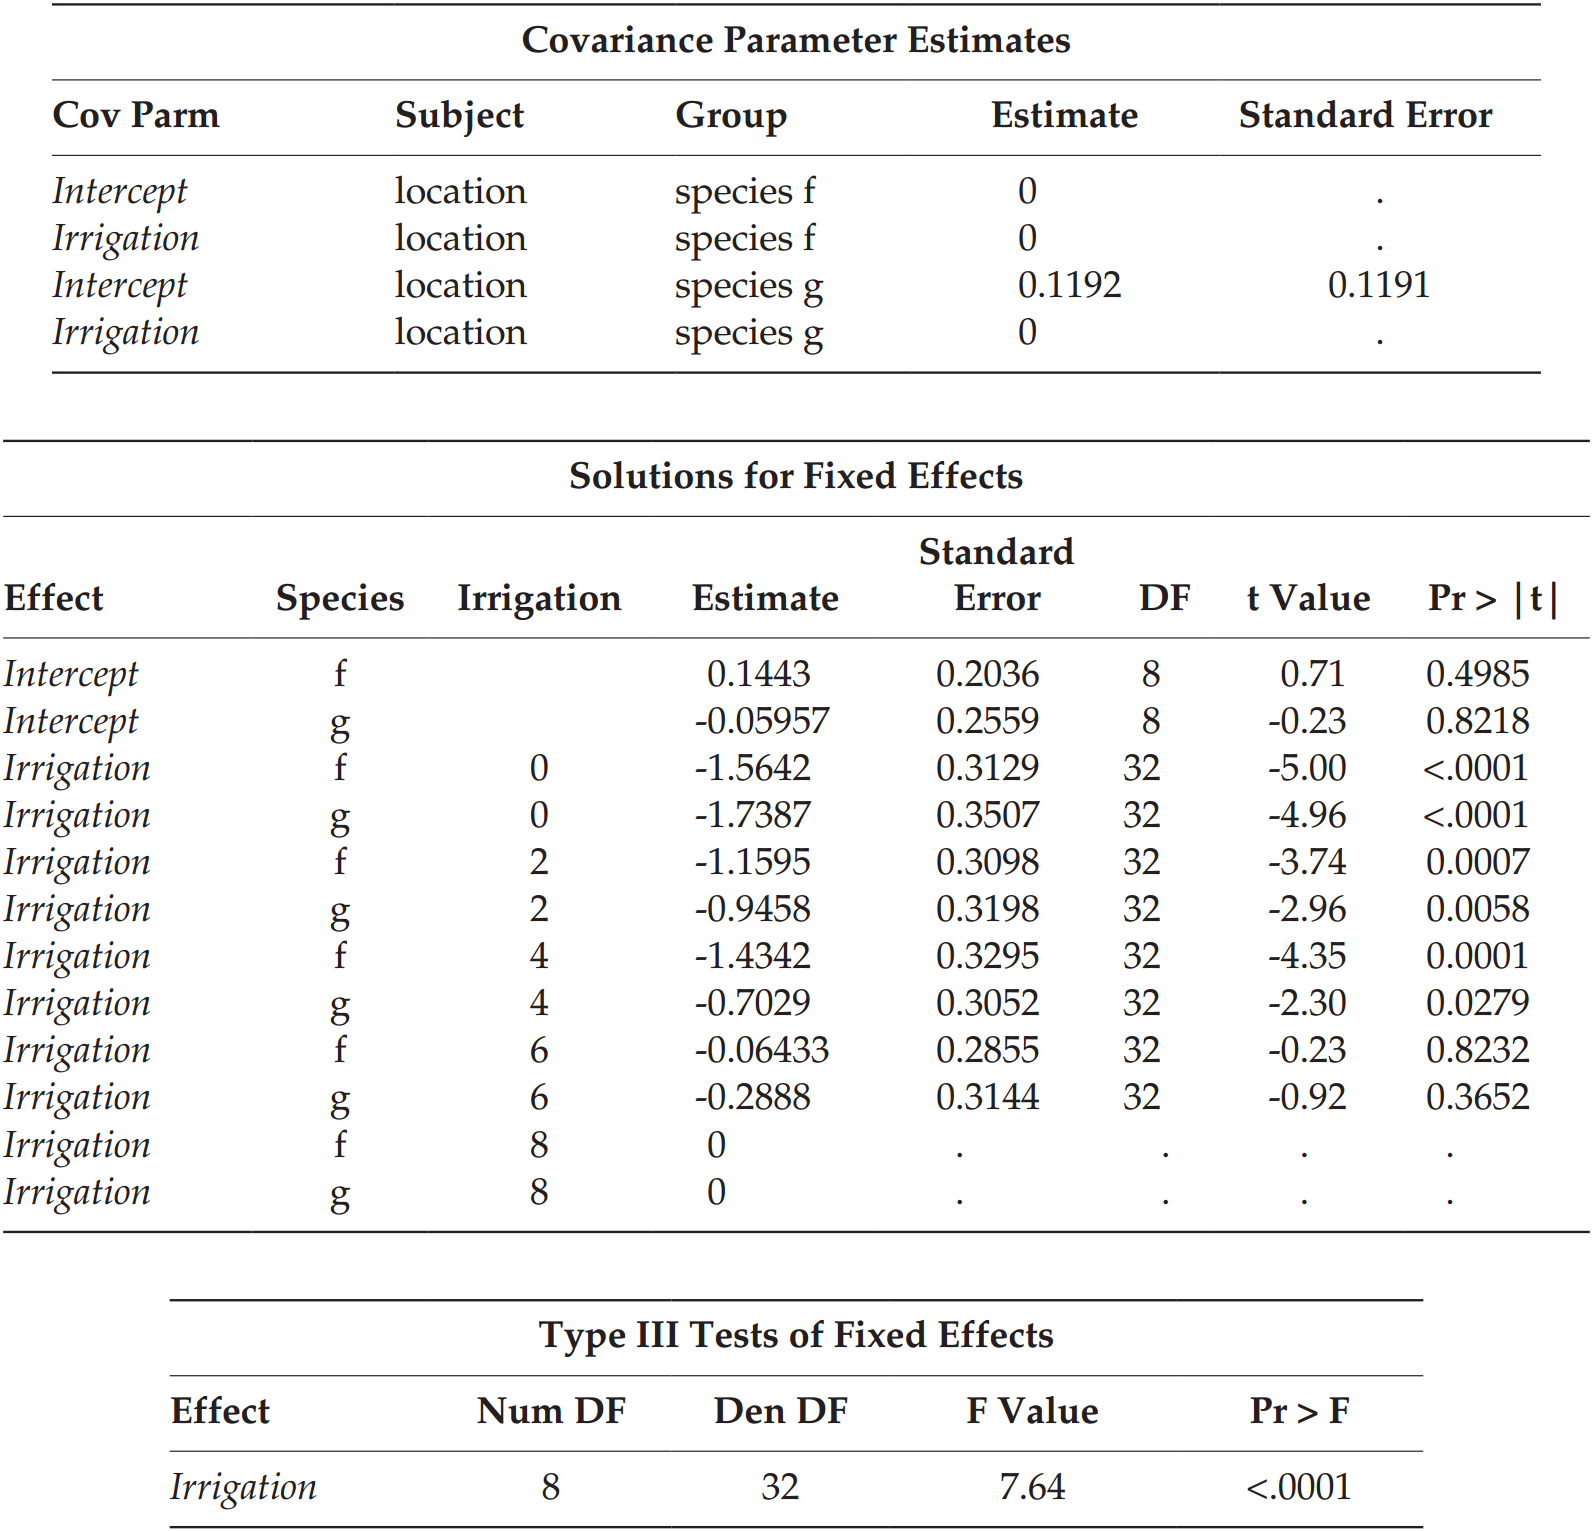 Covariance Parameter Estimates
Cov Parm Subject Group Estimate Standard Error
Intercept location species f 0 .
Irrigation location species f 0 .
Intercept location species g 0.1192 0.1191
Irrigation location species g 0 .
Solutions for Fixed Effects
Effect Species Irrigation Estimate Standard Error DF t Value Pr > |t|
Intercept f 0.1443 0.2036 8 0.71 0.4985
Intercept g -0.05957 0.2559 8 -0.23 0.8218
Irrigation f 0 -1.5642 0.3129 32 -5.00 <.0001
Irrigation g 0 -1.7387 0.3507 32 -4.96 <.0001
Irrigation f 2 -1.1595 0.3098 32 -3.74 0.0007
Irrigation g 2 -0.9458 0.3198 32 -2.96 0.0058
Irrigation f 4 -1.4342 0.3295 32 -4.35 0.0001
Irrigation g 4 -0.7029 0.3052 32 -2.30 0.0279
Irrigation f 6 -0.06433 0.2855 32 -0.23 0.8232
Irrigation g 6 -0.2888 0.3144 32 -0.92 0.3652
Irrigation f 8 0 . . . .
Irrigation g 8 0 . . . .
Type III Tests of Fixed Effects
Effect Num DF Den DF F Value Pr > F
Irrigation 8 32 7.64 <.0001